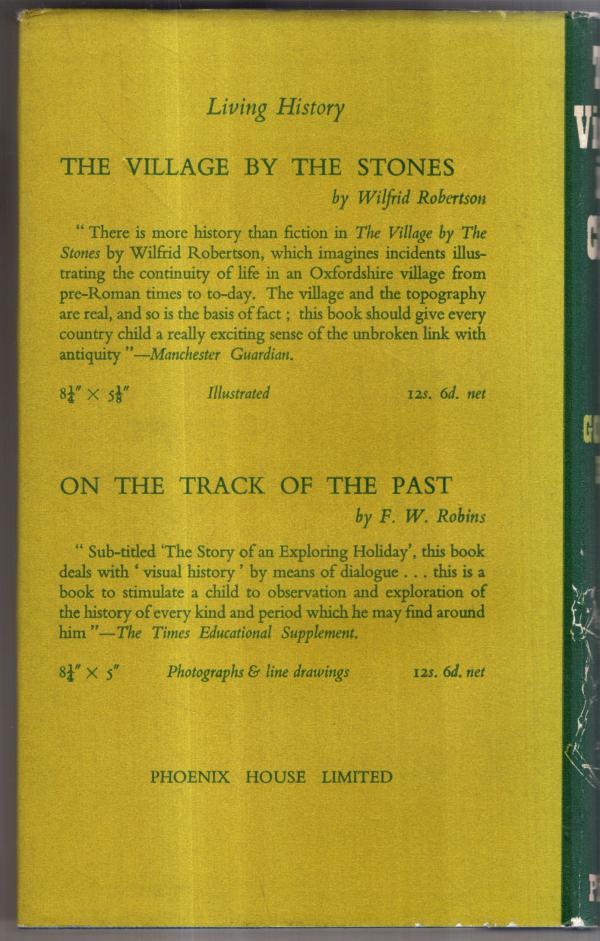 Living History
THE VILLAGE BY THE STONES
by Wilfrid Robertson
“ There is more history than fiction in The Village by The
Stones by Wilfrid Robertson, which imagines incidents illus-
trating the continuity of life in an Oxfordshire village from
pre-Roman times to to-day. The village and the topography
are real, and so is the basis of fact ; this book should give every
country child a really exciting sense of the unbroken link with
antiquity ”—Manchester Guardian.
8¼″ × 5⅛″ Illustrated 12s. 6d. net
ON THE TRACK OF THE PAST
by F. W. Robins
“ Sub-titled ‘The Story of an Exploring Holiday’, this book
deals with ‘ visual history ’ by means of dialogue . . . this is a
book to stimulate a child to observation and exploration of
the history of every kind and period which he may find around
him ”—The Times Educational Supplement.
8¼″ × 5″ Photographs & line drawings 12s. 6d. net
PHOENIX HOUSE LIMITED